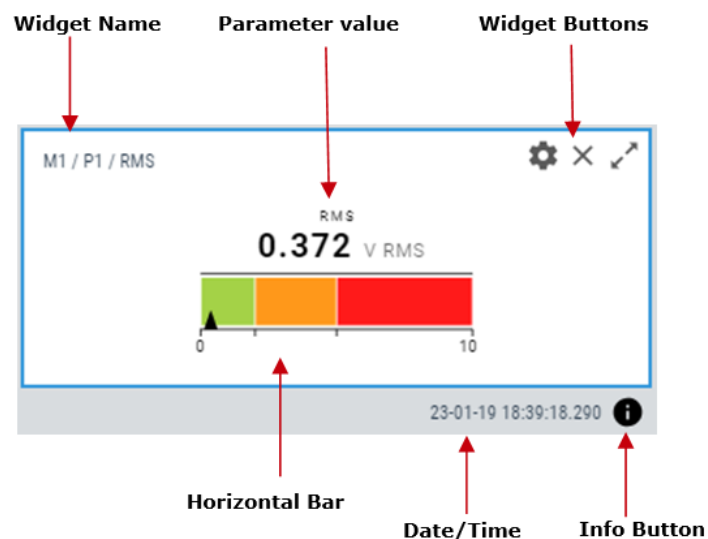 Widget Name Parameter value Widget Buttons
M1 / P1 / RMS
RMS
0.372 V RMS
0 10
23-01-19 18:39:18.290 i
Horizontal Bar
Date/Time Info Button